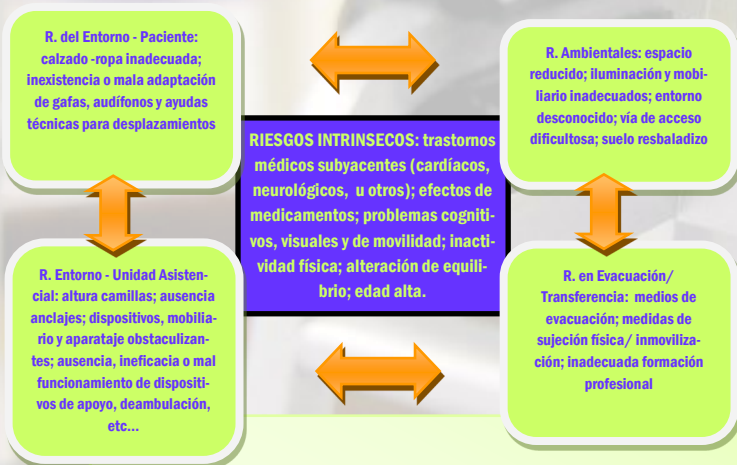 R. del Entorno - Paciente:
calzado -ropa inadecuada;
inexistencia o mala adaptación
de gafas, audífonos y ayudas
técnicas para desplazamientos
R. Ambientales: espacio
reducido; iluminación y mobi-
liario inadecuados; entorno
desconocido; vía de acceso
dificultosa; suelo resbaladizo
RIESGOS INTRINSECOS: trastornos
médicos subyacentes (cardíacos,
neurológicos, u otros); efectos de
medicamentos; problemas cogniti-
vos, visuales y de movilidad; inacti-
vidad física; alteración de equili-
brio; edad alta.
R. Entorno - Unidad Asisten-
cial: altura camillas; ausencia
anclajes; dispositivos, mobilia-
rio y aparataje obstaculizan-
tes; ausencia, ineficacia o mal
funcionamiento de dispositi-
vos de apoyo, deambulación,
etc...
R. en Evacuación/
Transferencia: medios de
evacuación; medidas de
sujeción física/ inmoviliza-
ción; inadecuada formación
profesional